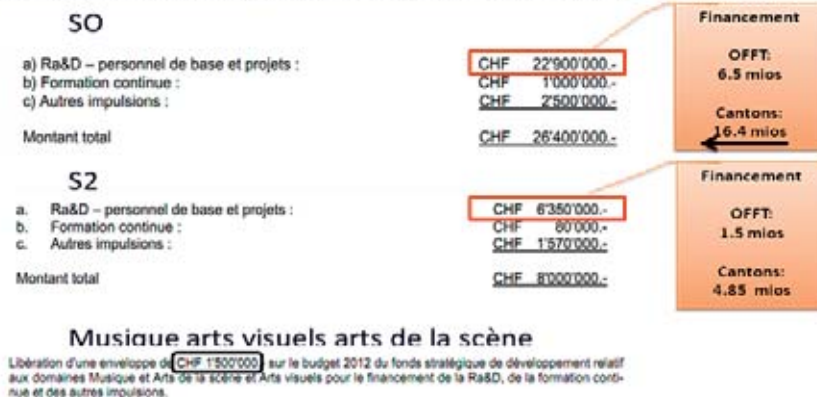 SO
a) Ra&D – personnel de base et projets : CHF 22'900'000.-
b) Formation continue : CHF 1'000'000.-
c) Autres impulsions : CHF 2'500'000.-
Montant total CHF 26'400'000.-
Financement
OFFT:
6.5 mios
Cantons:
16.4 mios
S2
a. Ra&D – personnel de base et projets : CHF 6'350'000.-
b. Formation continue : CHF 80'000.-
c. Autres impulsions : CHF 1'570'000.-
Montant total CHF 8'000'000.-
Financement
OFFT:
1.5 mios
Cantons:
4.85 mios
Musique arts visuels arts de la scène
Libération d'une enveloppe de CHF 1'500'000 sur le budget 2012 du fonds stratégique de développement relatif
aux domaines Musique et Arts de la scène et Arts visuels pour le financement de la Ra&D, de la formation conti-
nue et des autres impulsions.